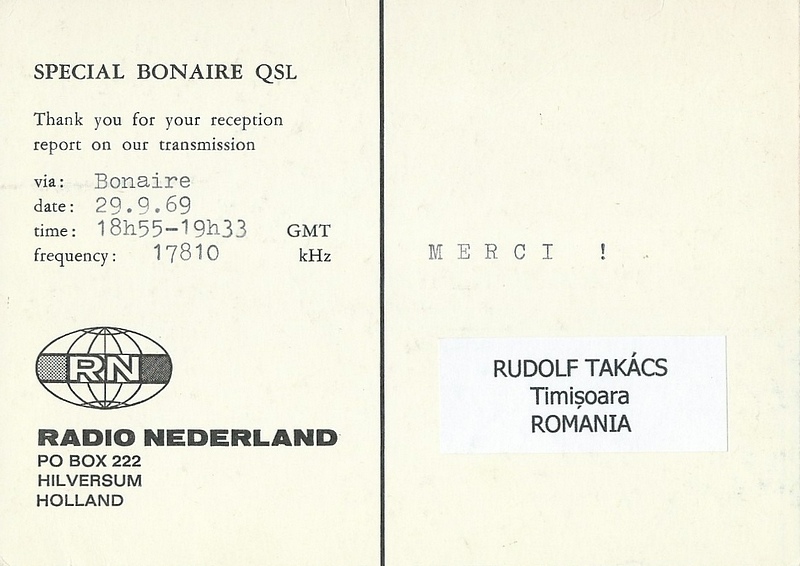 SPECIAL BONAIRE QSL
Thank you for your reception
report on our transmission
via: Bonaire
date: 29.9.69
time: 18h55-19h33 GMT
frequency: 17810 kHz
RN
RADIO NEDERLAND
PO BOX 222
HILVERSUM
HOLLAND
MERCI !
RUDOLF TAKÁCS
Timișoara
ROMANIA